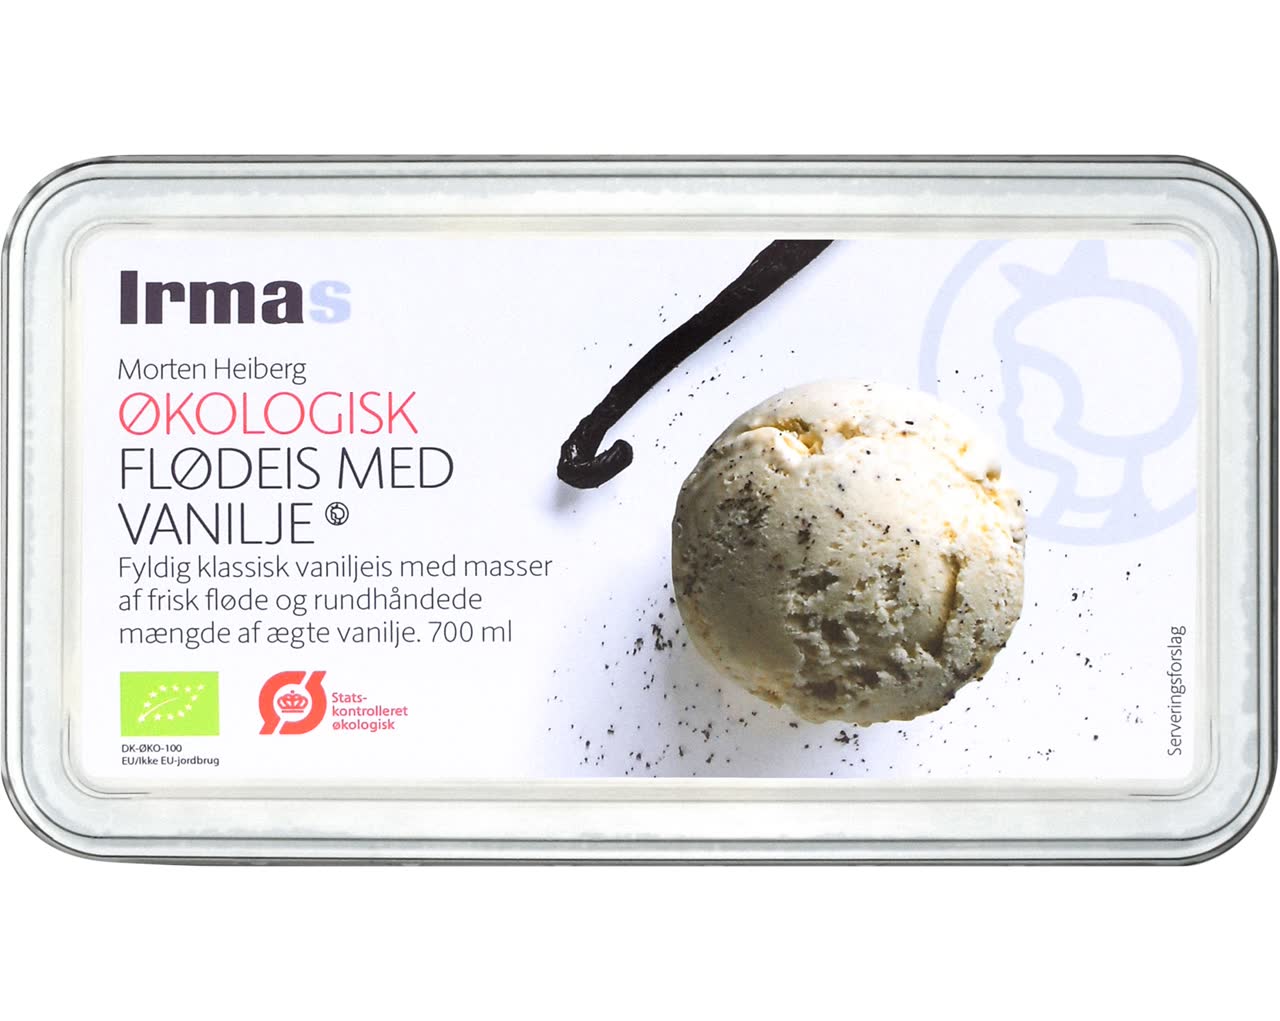 Irmas
Morten Heiberg
ØKOLOGISK
FLØDEIS MED
VANILJE
Fyldig klassisk vaniljeis med masser
af frisk fløde og rundhåndede
mængde af ægte vanilje. 700 ml
Stats-
kontrolleret
økologisk
DK-ØKO-100
EU/Ikke EU-jordbrug
Serveringsforslag